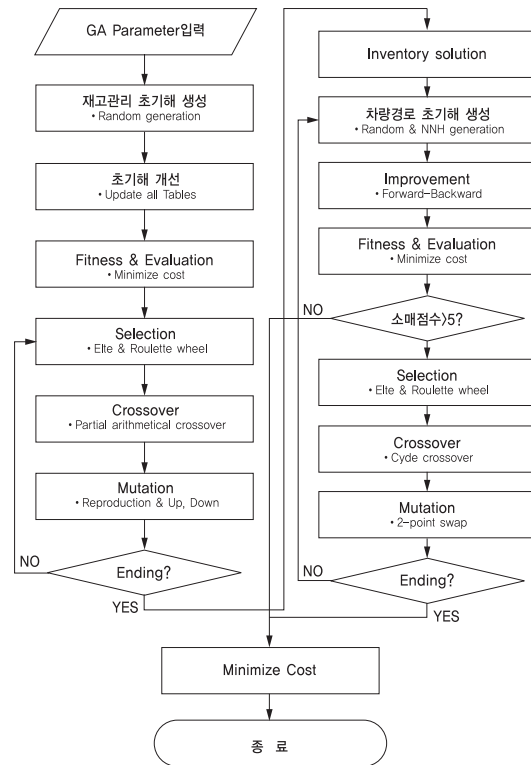 GA Parameter입력
재고관리 초기해 생성
• Random generation
초기해 개선
• Update all Tables
Fitness & Evaluation
• Minimize cost
Selection
• Elte & Roulette wheel
Crossover
• Partial arithmetical crossover
Mutation
• Reproduction & Up, Down
NO
Ending?
YES
Inventory solution
차량경로 초기해 생성
• Random & NNH generation
Improvement
• Forward-Backward
Fitness & Evaluation
• Minimize cost
NO
소매점수>5?
Selection
• Elte & Roulette wheel
Crossover
• Cyde crossover
Mutation
• 2-point swap
NO
Ending?
YES
Minimize Cost
종 료